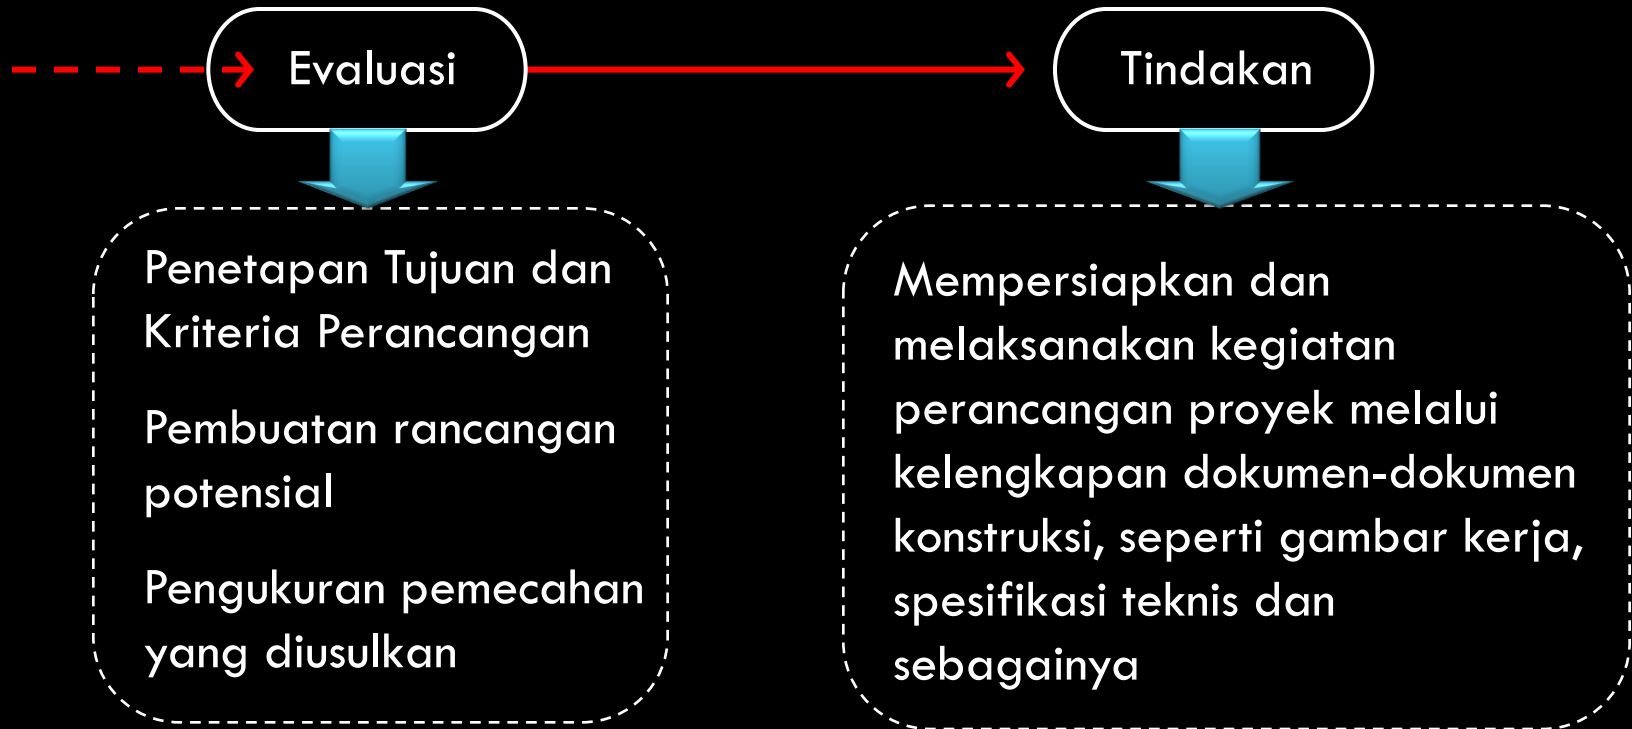 Evaluasi
Tindakan
Penetapan Tujuan dan
Kriteria Perancangan
Pembuatan rancangan
potensial
Pengukuran pemecahan
yang diusulkan
Mempersiapkan dan
melaksanakan kegiatan
perancangan proyek melalui
kelengkapan dokumen-dokumen
konstruksi, seperti gambar kerja,
spesifikasi teknis dan
sebagainya